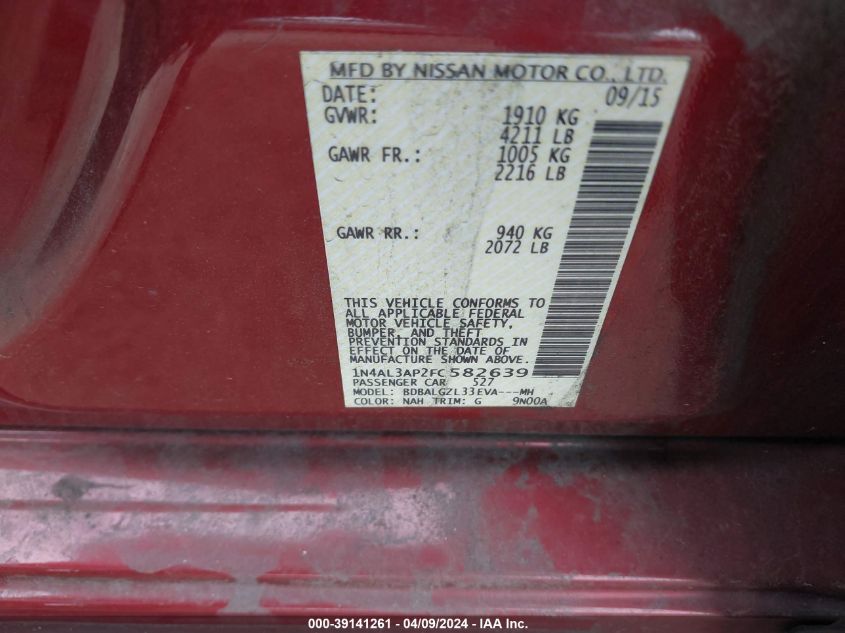 MFD BY NISSAN MOTOR CO., LTD.
DATE: 09/15
GVWR: 1910 KG
4211 LB
GAWR FR.: 1005 KG
2216 LB
GAWR RR.: 940 KG
2072 LB
THIS VEHICLE CONFORMS TO
ALL APPLICABLE FEDERAL
MOTOR VEHICLE SAFETY,
BUMPER, AND THEFT
PREVENTION STANDARDS IN
EFFECT ON THE DATE OF
MANUFACTURE SHOWN ABOVE.
1N4AL3AP2FC582639
PASSENGER CAR 527
MODEL: BDBALGZL33EVA---MH
COLOR: NAH TRIM: G 9N00A
000-39141261 - 04/09/2024 - IAA Inc.